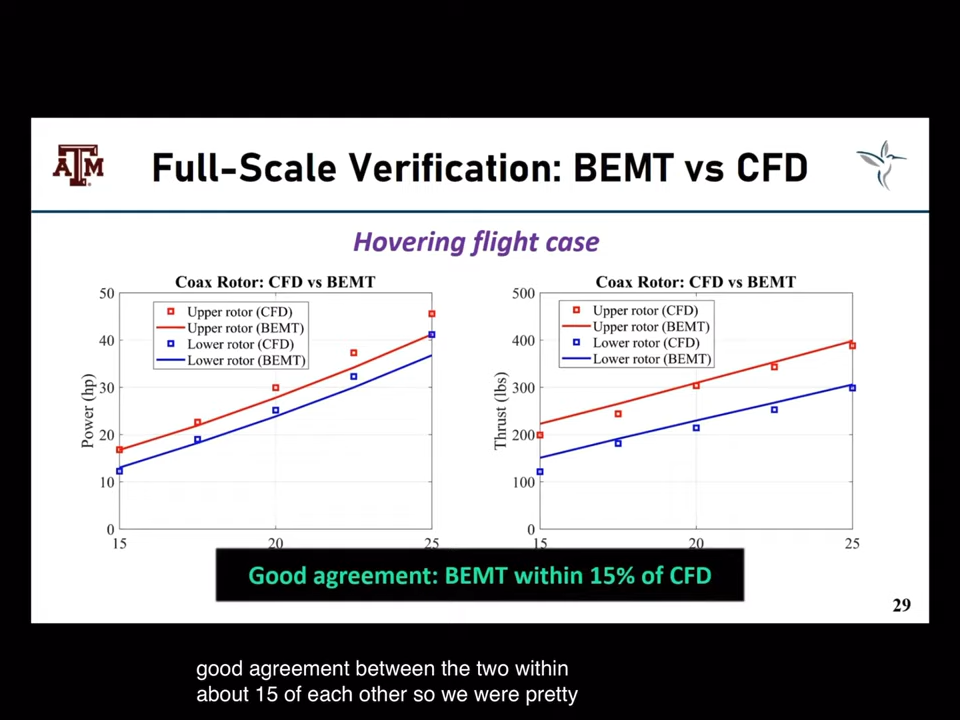 ATM
Full-Scale Verification: BEMT vs CFD
Hovering flight case
Coax Rotor: CFD vs BEMT
50
40
30
20
10
0
Power (hp)
Upper rotor (CFD)
Upper rotor (BEMT)
Lower rotor (CFD)
Lower rotor (BEMT)
15
20
25
Coax Rotor: CFD vs BEMT
500
400
300
200
100
0
Thrust (lbs)
Upper rotor (CFD)
Upper rotor (BEMT)
Lower rotor (CFD)
Lower rotor (BEMT)
15
20
25
Good agreement: BEMT within 15% of CFD
29
good agreement between the two within
about 15 of each other so we were pretty